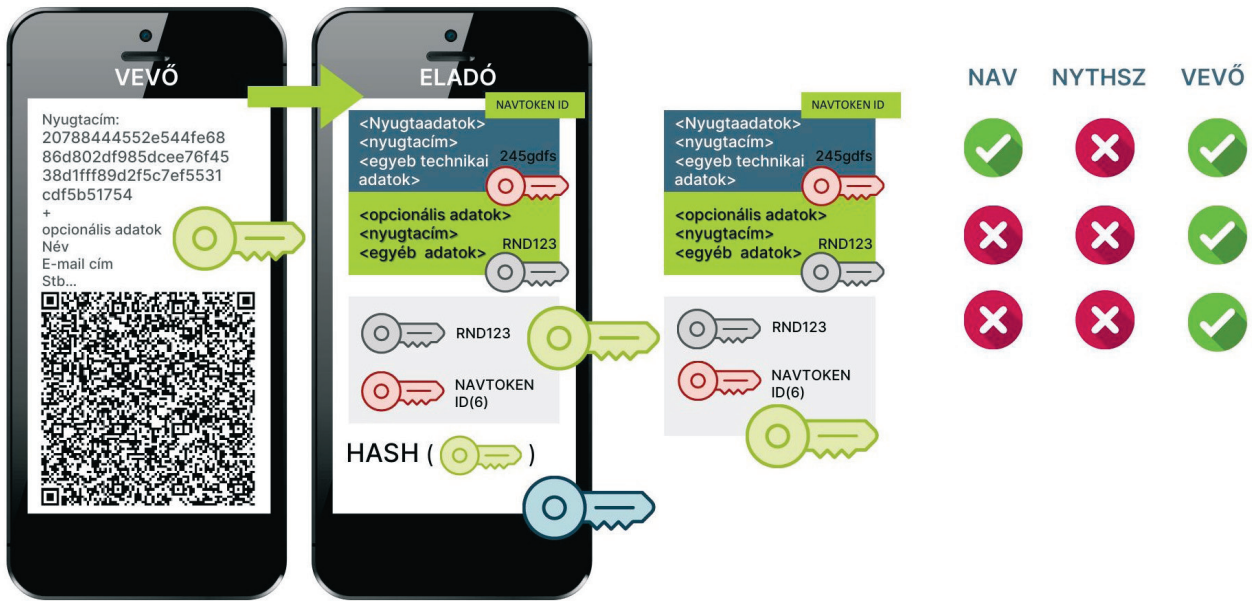 VEVŐ
Nyugtacím:
20788444552e544fe68
86d802df985dcee76f45
38d1fff89d2f5c7ef5531
cdf5b51754
+
opcionális adatok
Név
E-mail cím
Stb...
ELADÓ
NAVTOKEN ID
<Nyugtaadatok>
<nyugtacím>
<egyeb technikai
adatok>
245gdfs
<opcionális adatok>
<nyugtacím>
<egyéb adatok>
RND123
RND123
NAVTOKEN
ID(6)
HASH ( )
NAVTOKEN ID
<Nyugtaadatok>
<nyugtacím>
<egyeb technikai
adatok>
245gdfs
<opcionális adatok>
<nyugtacím>
<egyéb adatok>
RND123
RND123
NAVTOKEN
ID(6)
NAV NYTHSZ VEVŐ